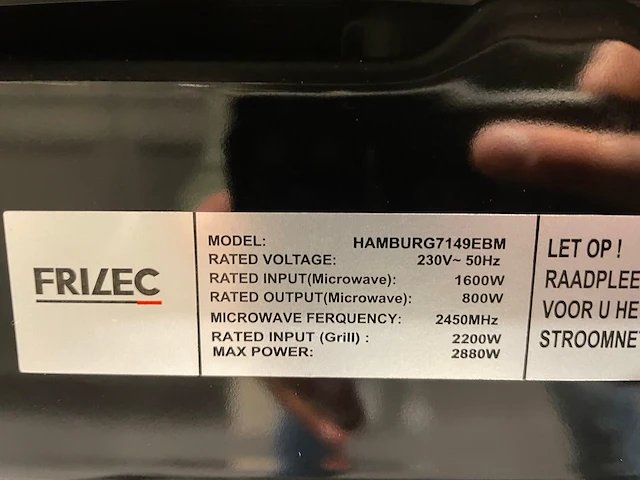 FRILEC
MODEL: HAMBURG7149EBM
RATED VOLTAGE: 230V~ 50Hz
RATED INPUT(Microwave): 1600W
RATED OUTPUT(Microwave): 800W
MICROWAVE FERQUENCY: 2450MHz
RATED INPUT (Grill) : 2200W
MAX POWER: 2880W
LET OP !
RAADPLEE
VOOR U HE
STROOMNE